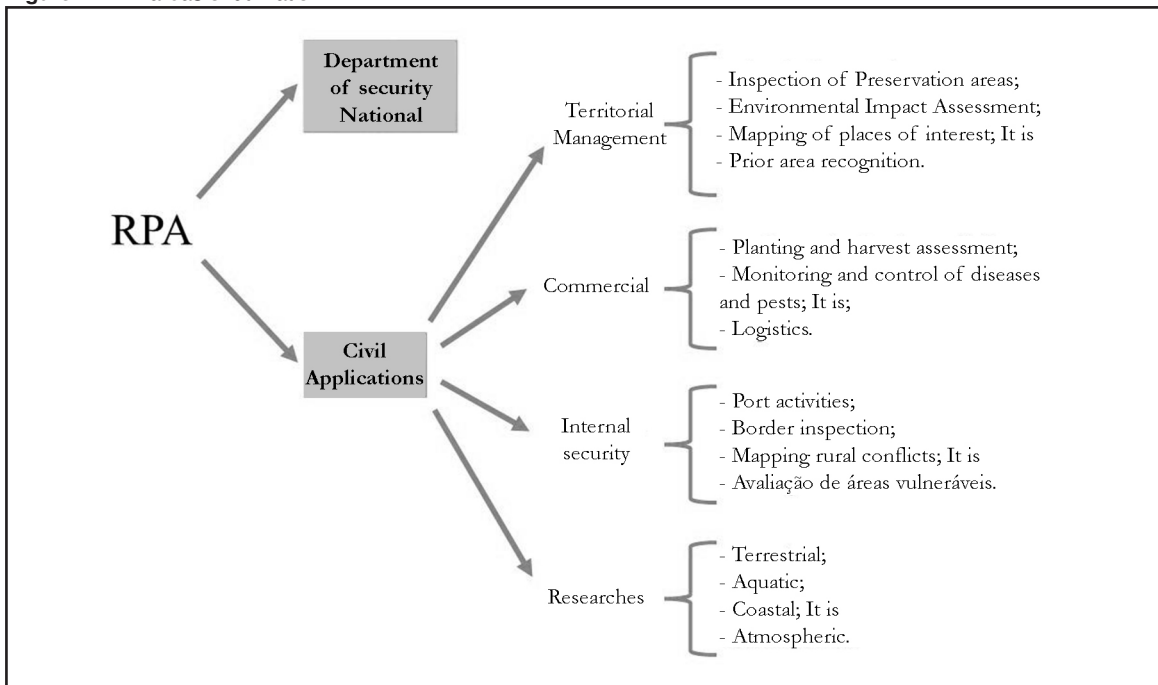 Department
of security
National
RPA
Civil
Applications
Territorial
Management
- Inspection of Preservation areas;
- Environmental Impact Assessment;
- Mapping of places of interest; It is
- Prior area recognition.
Commercial
- Planting and harvest assessment;
- Monitoring and control of diseases
and pests; It is;
- Logistics.
Internal
security
- Port activities;
- Border inspection;
- Mapping rural conflicts; It is
- Avaliação de áreas vulneráveis.
Researches
- Terrestrial;
- Aquatic;
- Coastal; It is
- Atmospheric.